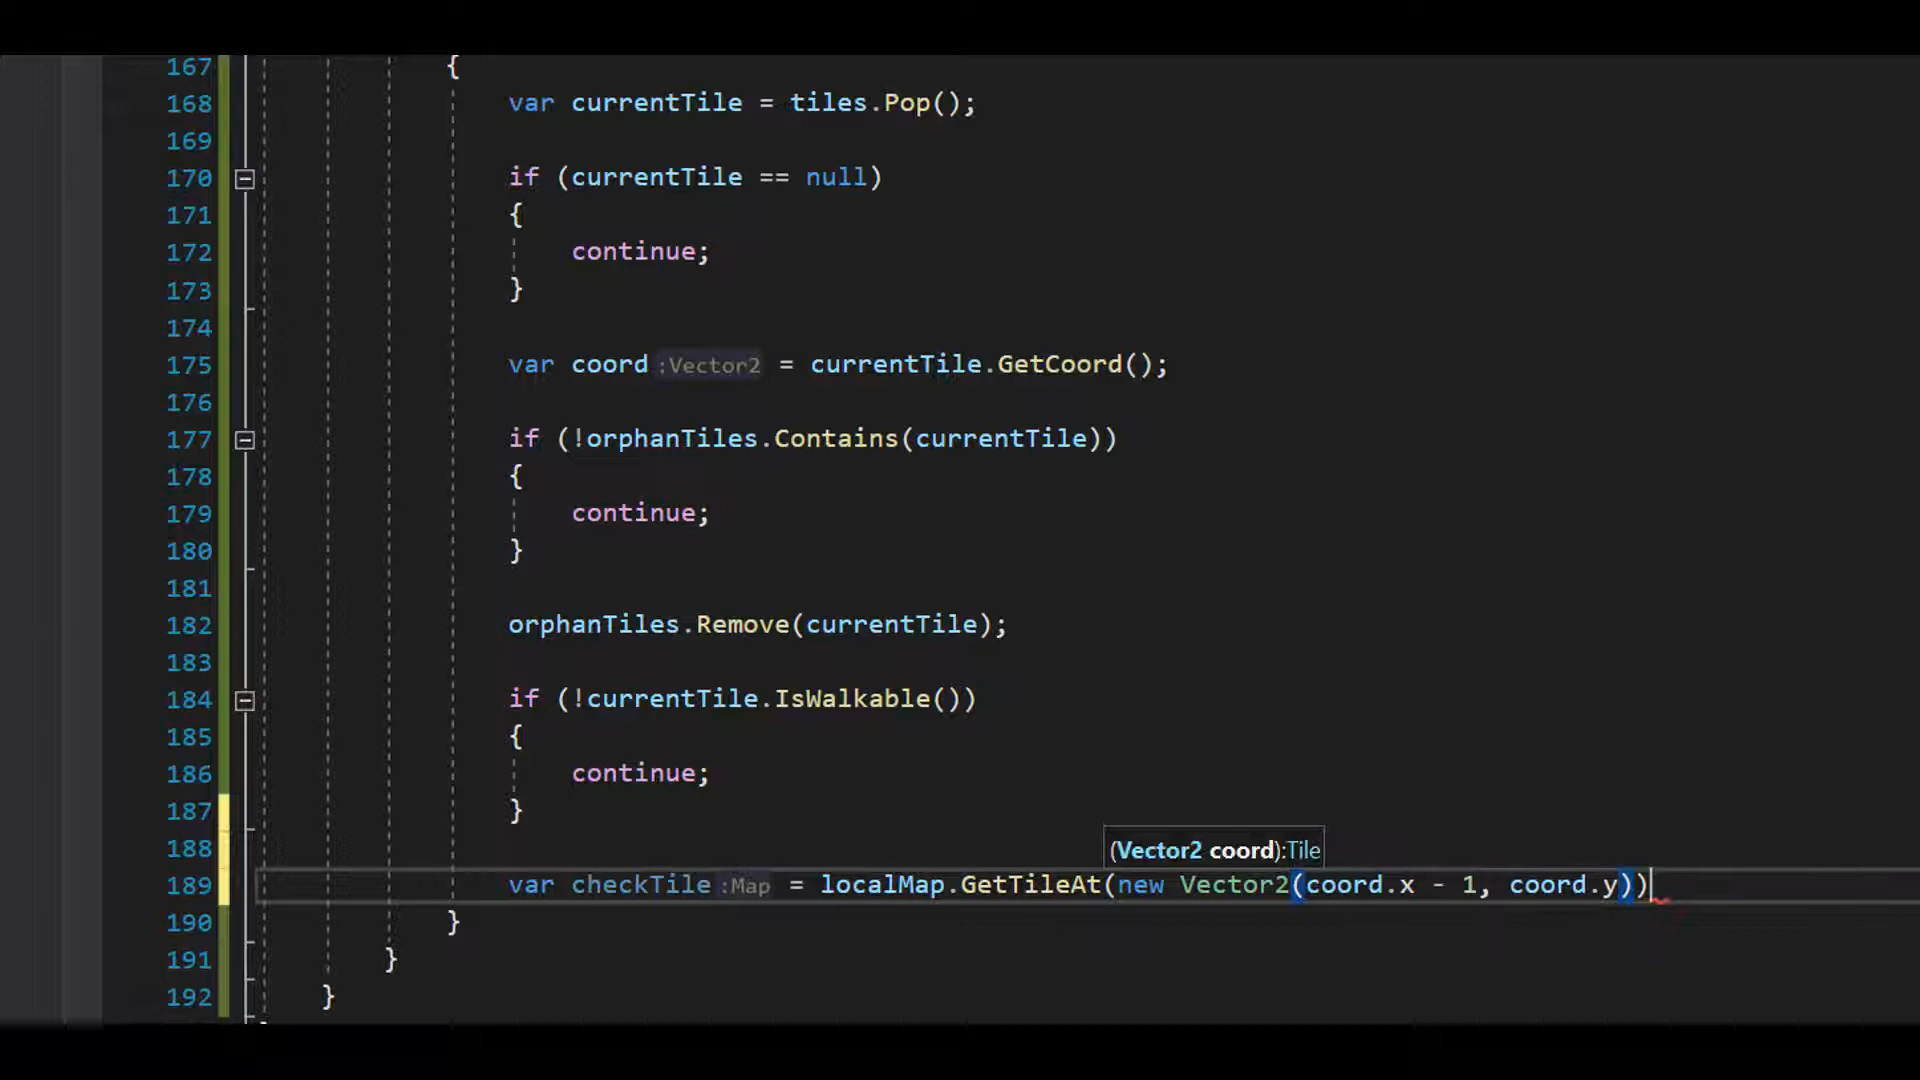 167 {
168 var currentTile = tiles.Pop();
169
170 if (currentTile == null)
171 {
172 continue;
173 }
174
175 var coord :Vector2 = currentTile.GetCoord();
176
177 if (!orphanTiles.Contains(currentTile))
178 {
179 continue;
180 }
181
182 orphanTiles.Remove(currentTile);
183
184 if (!currentTile.IsWalkable())
185 {
186 continue;
187 }
188
(Vector2 coord):Tile
189 var checkTile :Map = localMap.GetTileAt(new Vector2(coord.x - 1, coord.y))
190 }
191 }
192 }